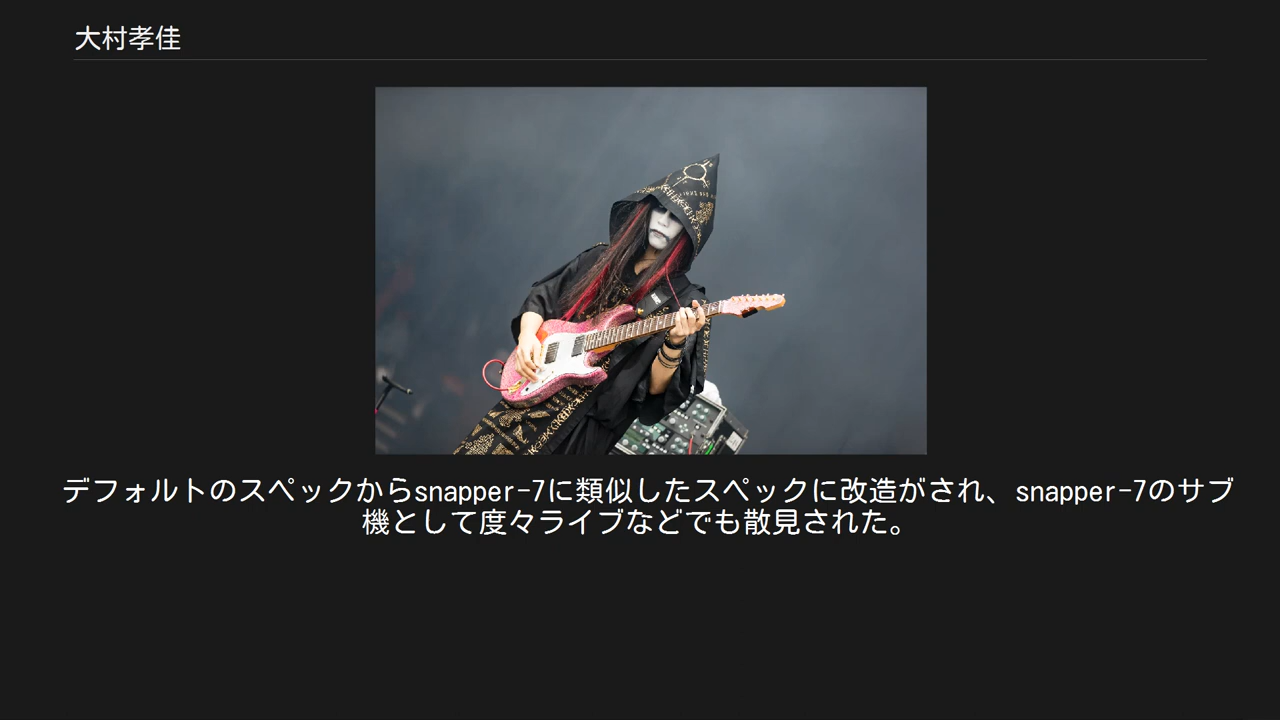 大村孝佳
デフォルトのスペックからsnapper-7に類似したスペックに改造がされ、snapper-7のサブ
機として度々ライブなどでも散見された。